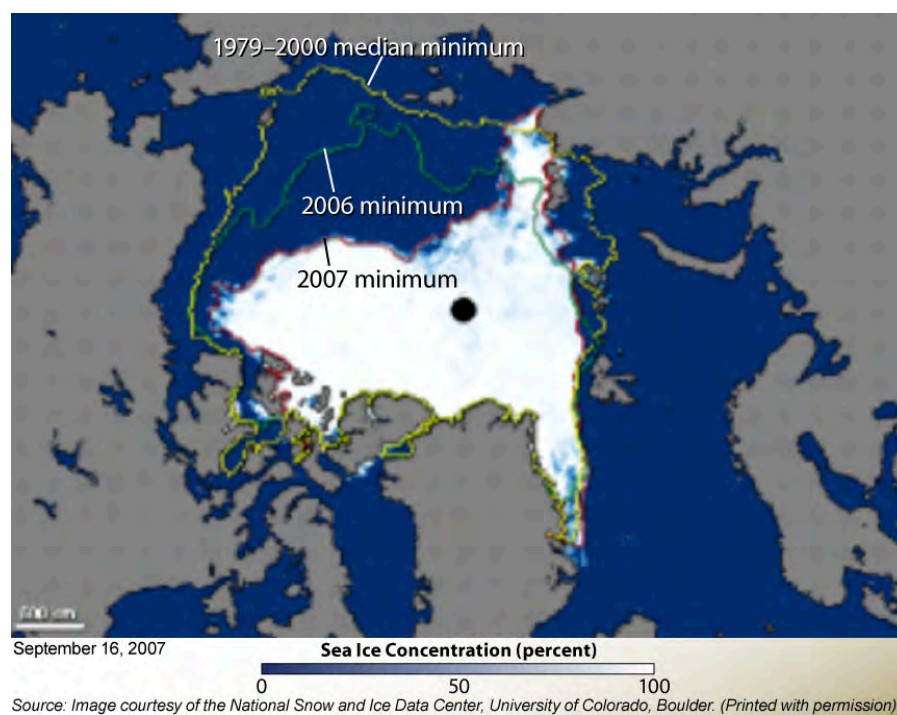 1979–2000 median minimum
2006 minimum
2007 minimum
September 16, 2007
Sea Ice Concentration (percent)
0 50 100
Source: Image courtesy of the National Snow and Ice Data Center, University of Colorado, Boulder. (Printed with permission)